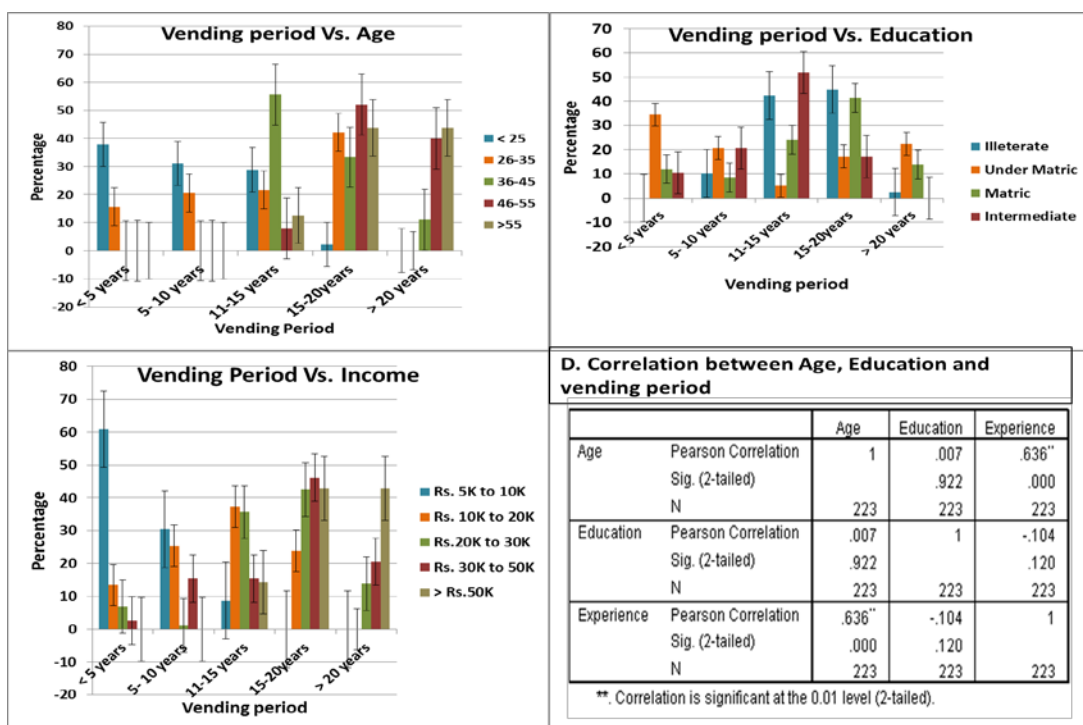 Vending period Vs. Age
80
70
60
50
40
30
20
10
0
-10
-20
Percentage
< 5 years
5- 10 years
11-15 years
15-20years
> 20 years
Vending Period
< 25
26-35
36-45
46-55
>55
Vending period Vs. Education
70
60
50
40
30
20
10
0
-10
-20
Percentage
< 5 years
5- 10 years
11-15 years
15-20 years
> 20 years
Vending period
Illeterate
Under Matric
Matric
Intermediate
Vending Period Vs. Income
80
70
60
50
40
30
20
10
0
-10
-20
Percentage
< 5 years
5- 10 years
11-15 years
15-20 years
> 20 years
Vending period
Rs. 5K to 10K
Rs. 10K to 20K
Rs.20K to 30K
Rs. 30K to 50K
> Rs.50K
D. Correlation between Age, Education and
vending period
Age Education Experience
Age Pearson Correlation 1 .007 .636**
Sig. (2-tailed) .922 .000
N 223 223 223
Education Pearson Correlation .007 1 -.104
Sig. (2-tailed) .922 .120
N 223 223 223
Experience Pearson Correlation .636** -.104 1
Sig. (2-tailed) .000 .120
N 223 223 223
**. Correlation is significant at the 0.01 level (2-tailed).